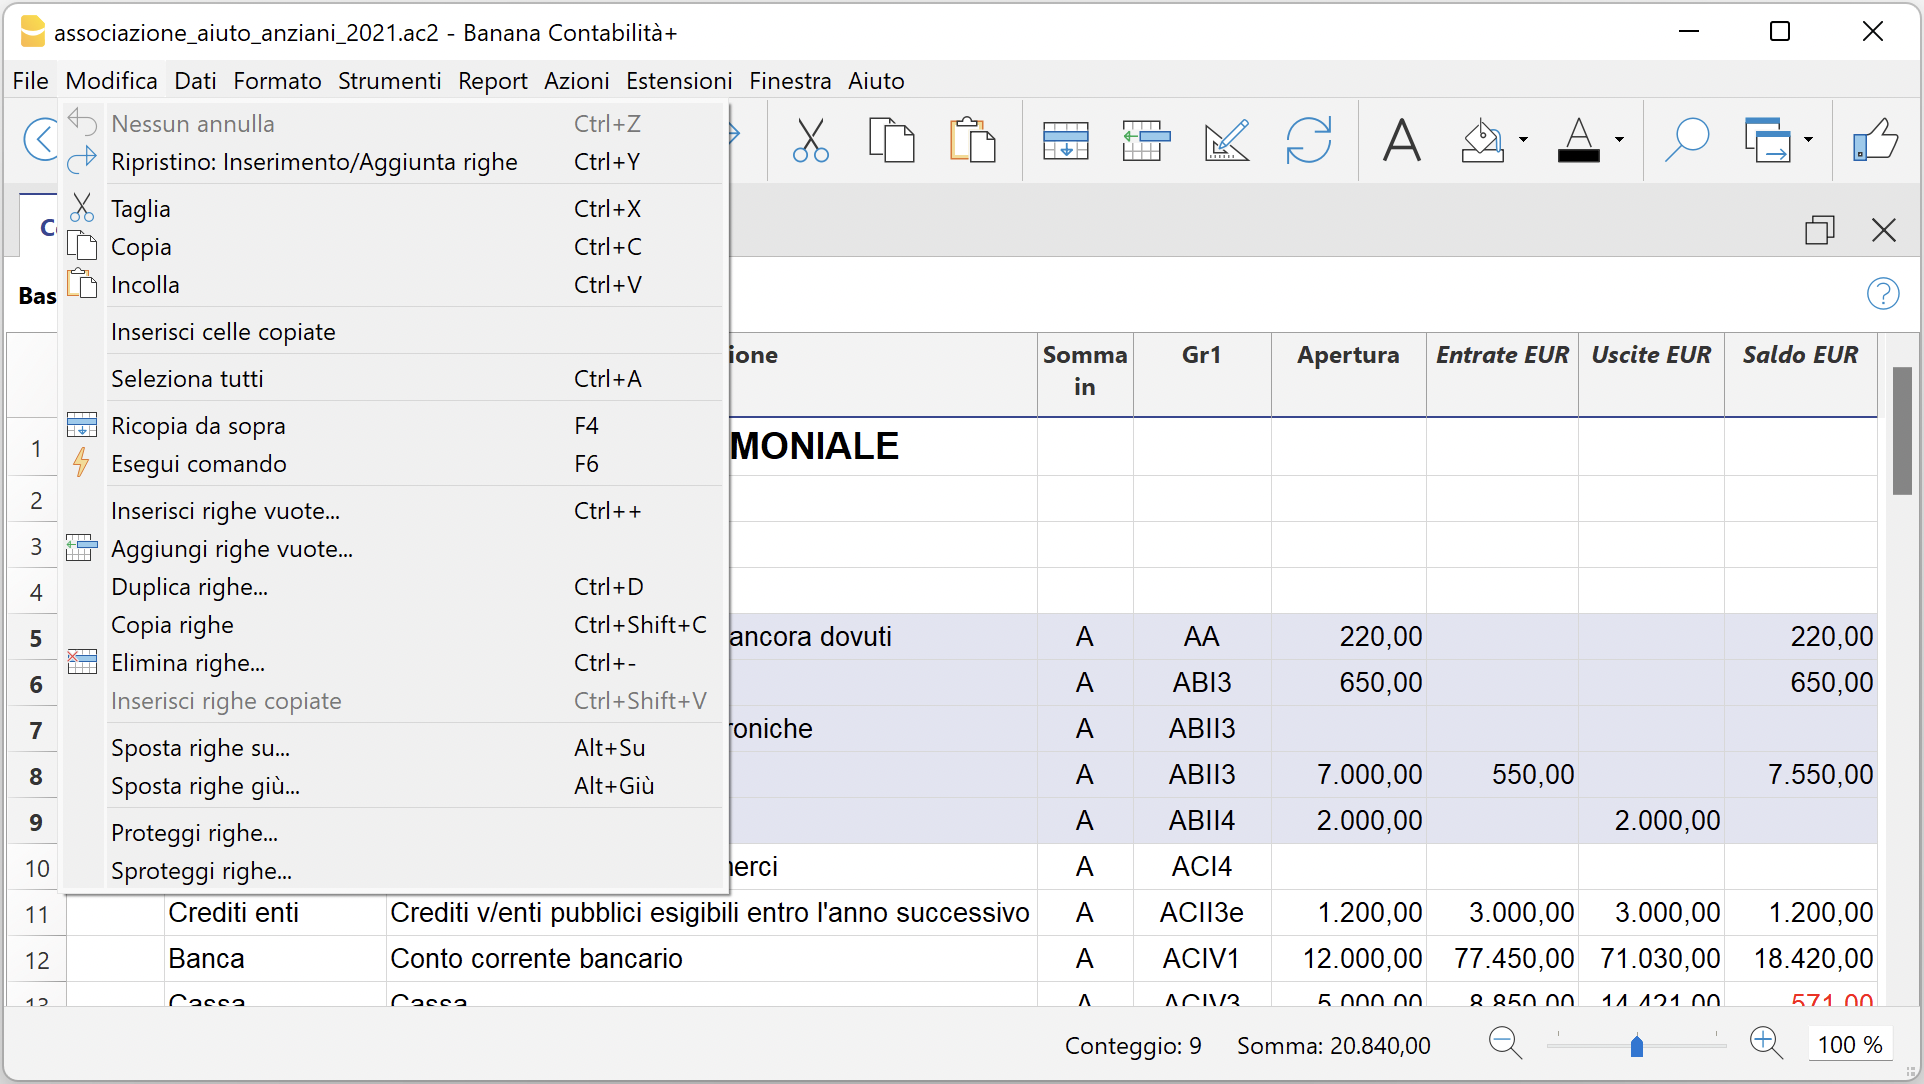 associazione_aiuto_anziani_2021.ac2 - Banana Contabilità+
File Modifica Dati Formato Strumenti Report Azioni Estensioni Finestra Aiuto
Nessun annulla Ctrl+Z
Ripristino: Inserimento/Aggiunta righe Ctrl+Y
Taglia Ctrl+X
Copia Ctrl+C
Incolla Ctrl+V
Inserisci celle copiate
Seleziona tutti Ctrl+A
Ricopia da sopra F4
Esegui comando F6
Inserisci righe vuote... Ctrl++
Aggiungi righe vuote...
Duplica righe... Ctrl+D
Copia righe Ctrl+Shift+C
Elimina righe... Ctrl+-
Inserisci righe copiate Ctrl+Shift+V
Sposta righe su... Alt+Su
Sposta righe giù... Alt+Giù
Proteggi righe...
Sproteggi righe...
Bas
ione Somma in Gr1 Apertura Entrate EUR Uscite EUR Saldo EUR
1 MONIALE
2
3
4
5 ancora dovuti A AA 220,00 220,00
6 A ABI3 650,00 650,00
7 roniche A ABII3
8 A ABII3 7.000,00 550,00 7.550,00
9 A ABII4 2.000,00 2.000,00
10 nerci A ACI4
11 Crediti enti Crediti v/enti pubblici esigibili entro l'anno successivo A ACII3e 1.200,00 3.000,00 3.000,00 1.200,00
12 Banca Conto corrente bancario A ACIV1 12.000,00 77.450,00 71.030,00 18.420,00
13 Cassa Cassa A ACIV3 5.000,00 8.850,00 14.421,00 571,00
Conteggio: 9 Somma: 20.840,00 100 %